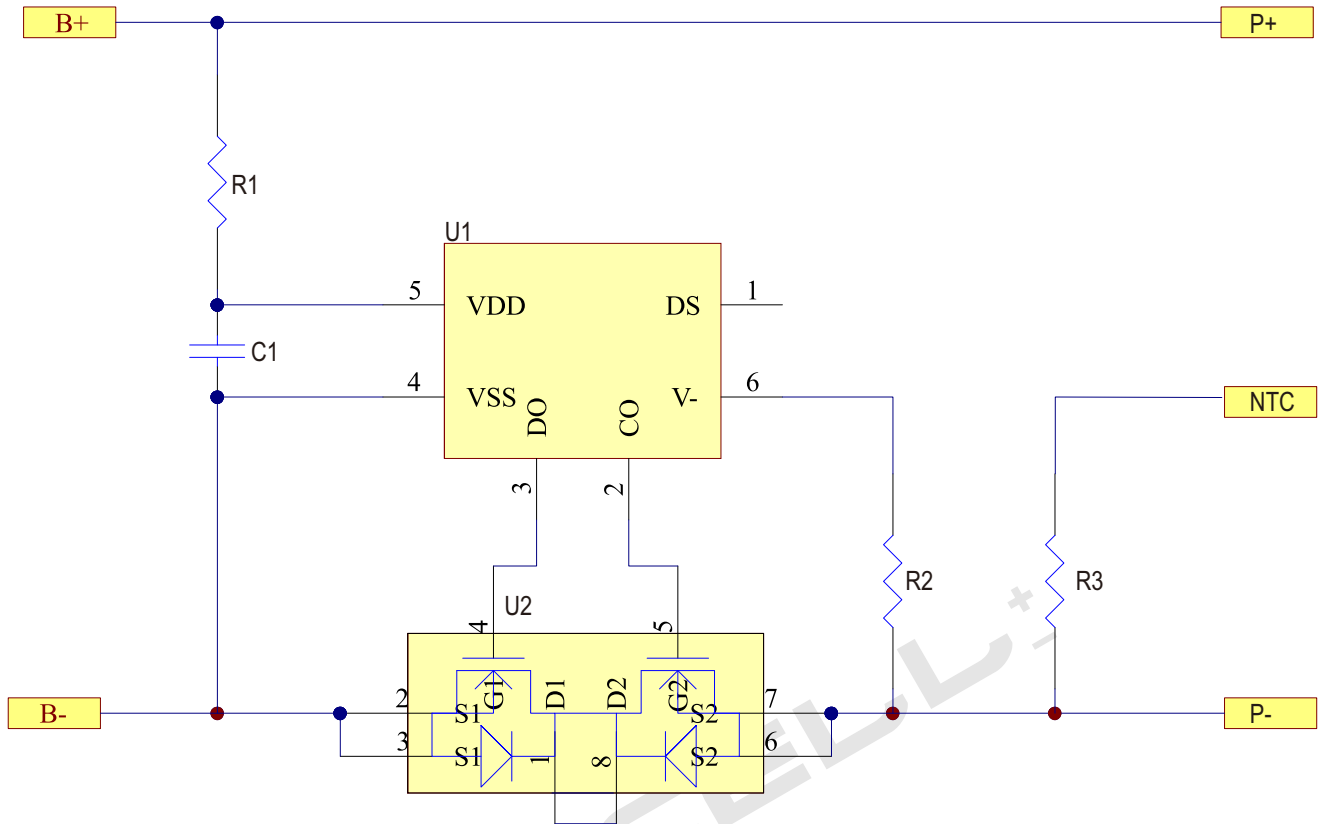 B+ P+
R1
U1
5 VDD DS 1
C1
4 VSS V- 6
DO CO
NTC
3 2
R2 R3
U2
4 5
G1 D1 D2 G2
2 S1 S2 7
B- P-
3 S1 S2 6
1 8